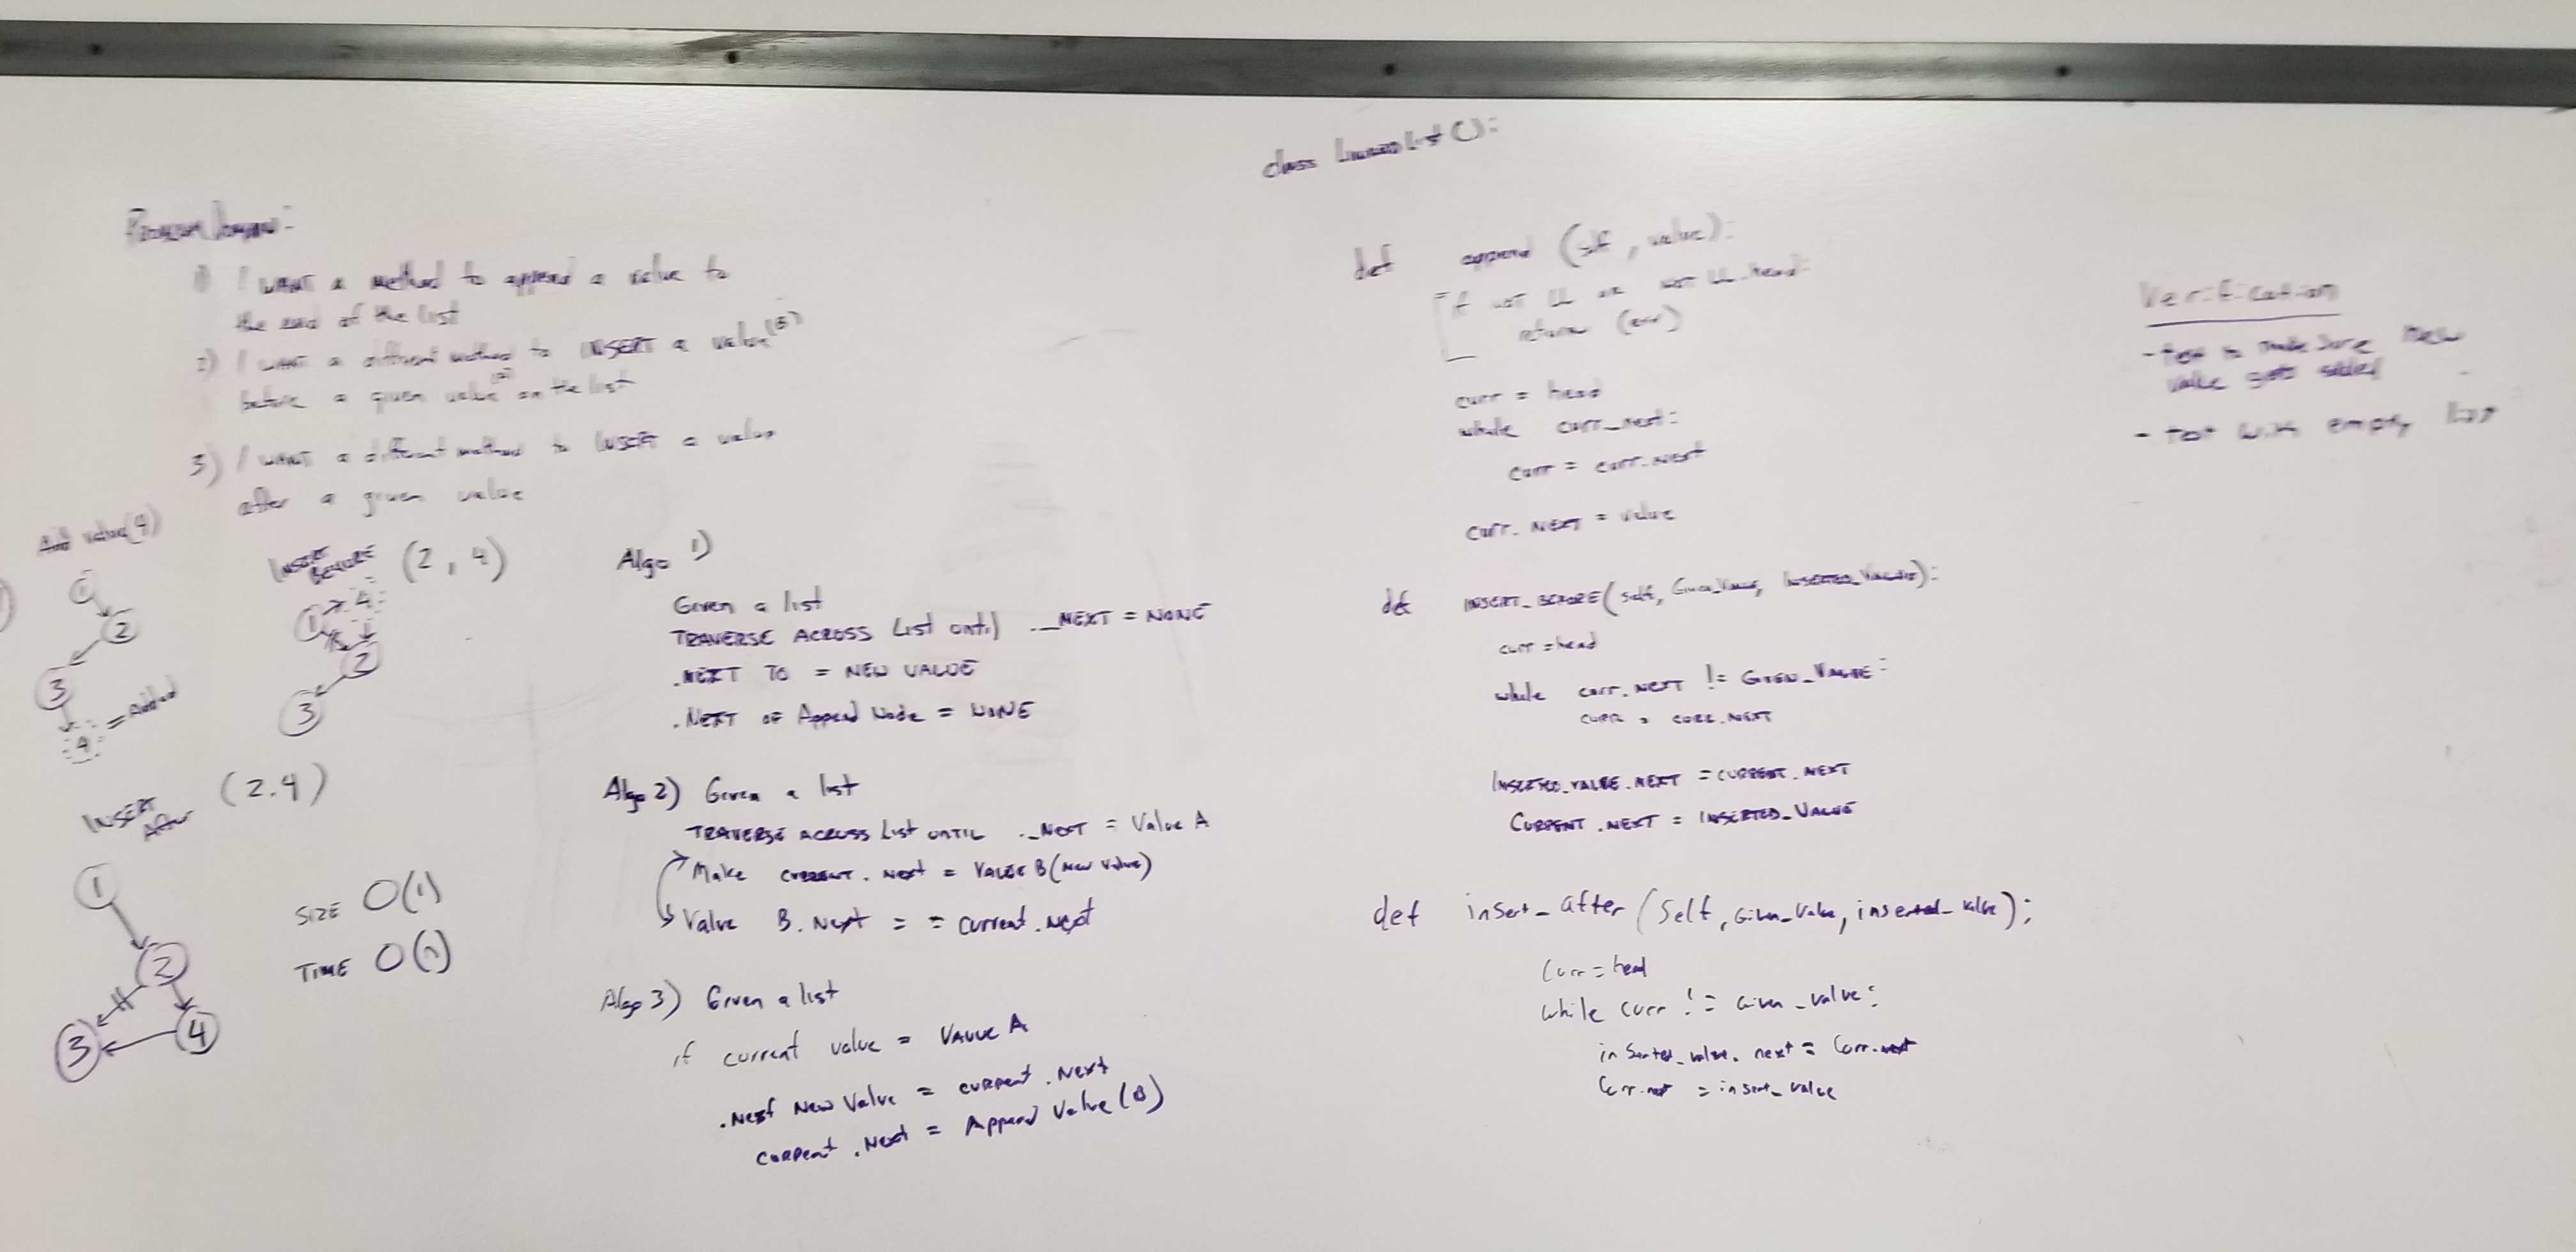 Problem Domain:
1) I WANT a method to append a value to
the end of the list
2) I WANT a different method to INSERT a value (B)
before a given value (A) on the list
3) I WANT a different method to INSERT a value
after a given value
Add value(4)
1
2
3
4 = Added
INSERT BEFORE (2, 4)
1 4
2
3
INSERT After (2.4)
1
2
3 4
SIZE O(1)
TIME O(n)
Algo 1)
Given a list
TRAVERSE ACROSS List until ._NEXT = NONE
.NEXT TO = NEW VALUE
.NEXT OF Append Node = NONE
Algo 2) Given a list
TRAVERSE ACROSS List UNTIL ._NEXT = Value A
Make CURRENT.Next = VALUE B (New Value)
Value B.Next = = Current.Next
Algo 3) Given a list
if current value = VALUE A
.Next New Value = CURRENT.Next
CURRENT.Next = Append Value (B)
class LinkedList():
def append (self, value):
if not LL or not LL.head:
return (err)
curr = head
while curr_next:
curr = curr.Next
Curr.NEXT = value
def INSERT_BEFORE(self, Given_Value, INSERTED_VALUE):
curr = head
while curr.NEXT != GIVEN_VALUE:
CURR = CURR.NEXT
INSERTED_VALUE.NEXT = CURRENT.NEXT
CURRENT.NEXT = INSERTED_VALUE
def insert_After (Self, Given_Value, inserted_value);
Curr = head
while Curr != Given_value:
inserted_value.next = Curr.next
Curr.next = insert_value
Verification
- Test to make sure new
value gets added
- Test with empty list